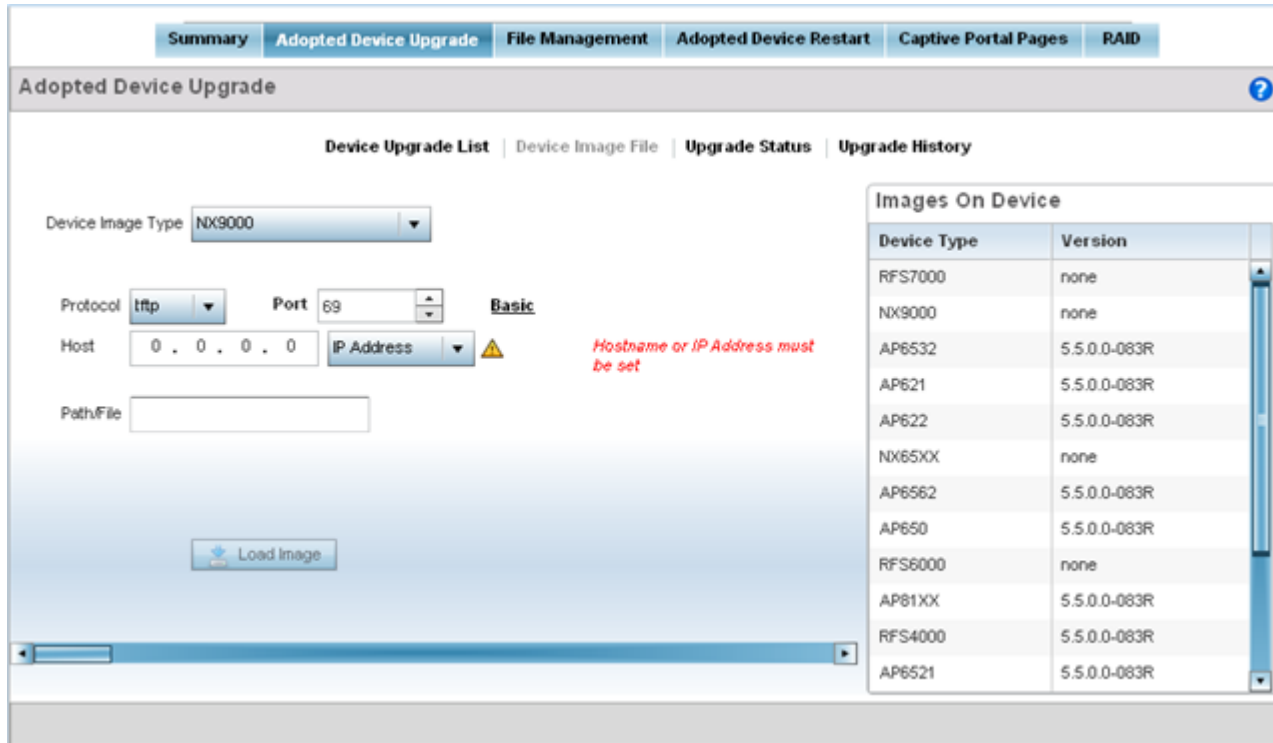 Summary Adopted Device Upgrade File Management Adopted Device Restart Captive Portal Pages RAID
Adopted Device Upgrade ?
Device Upgrade List | Device Image File | Upgrade Status | Upgrade History
Device Image Type NX9000
Protocol tftp Port 69 Basic
Host 0 . 0 . 0 . 0 IP Address Hostname or IP Address must
be set
Path/File
Load Image
Images On Device
Device Type Version
RFS7000 none
NX9000 none
AP6532 5.5.0.0-083R
AP621 5.5.0.0-083R
AP622 5.5.0.0-083R
NX65XX none
AP6562 5.5.0.0-083R
AP650 5.5.0.0-083R
RFS6000 none
AP81XX 5.5.0.0-083R
RFS4000 5.5.0.0-083R
AP6521 5.5.0.0-083R